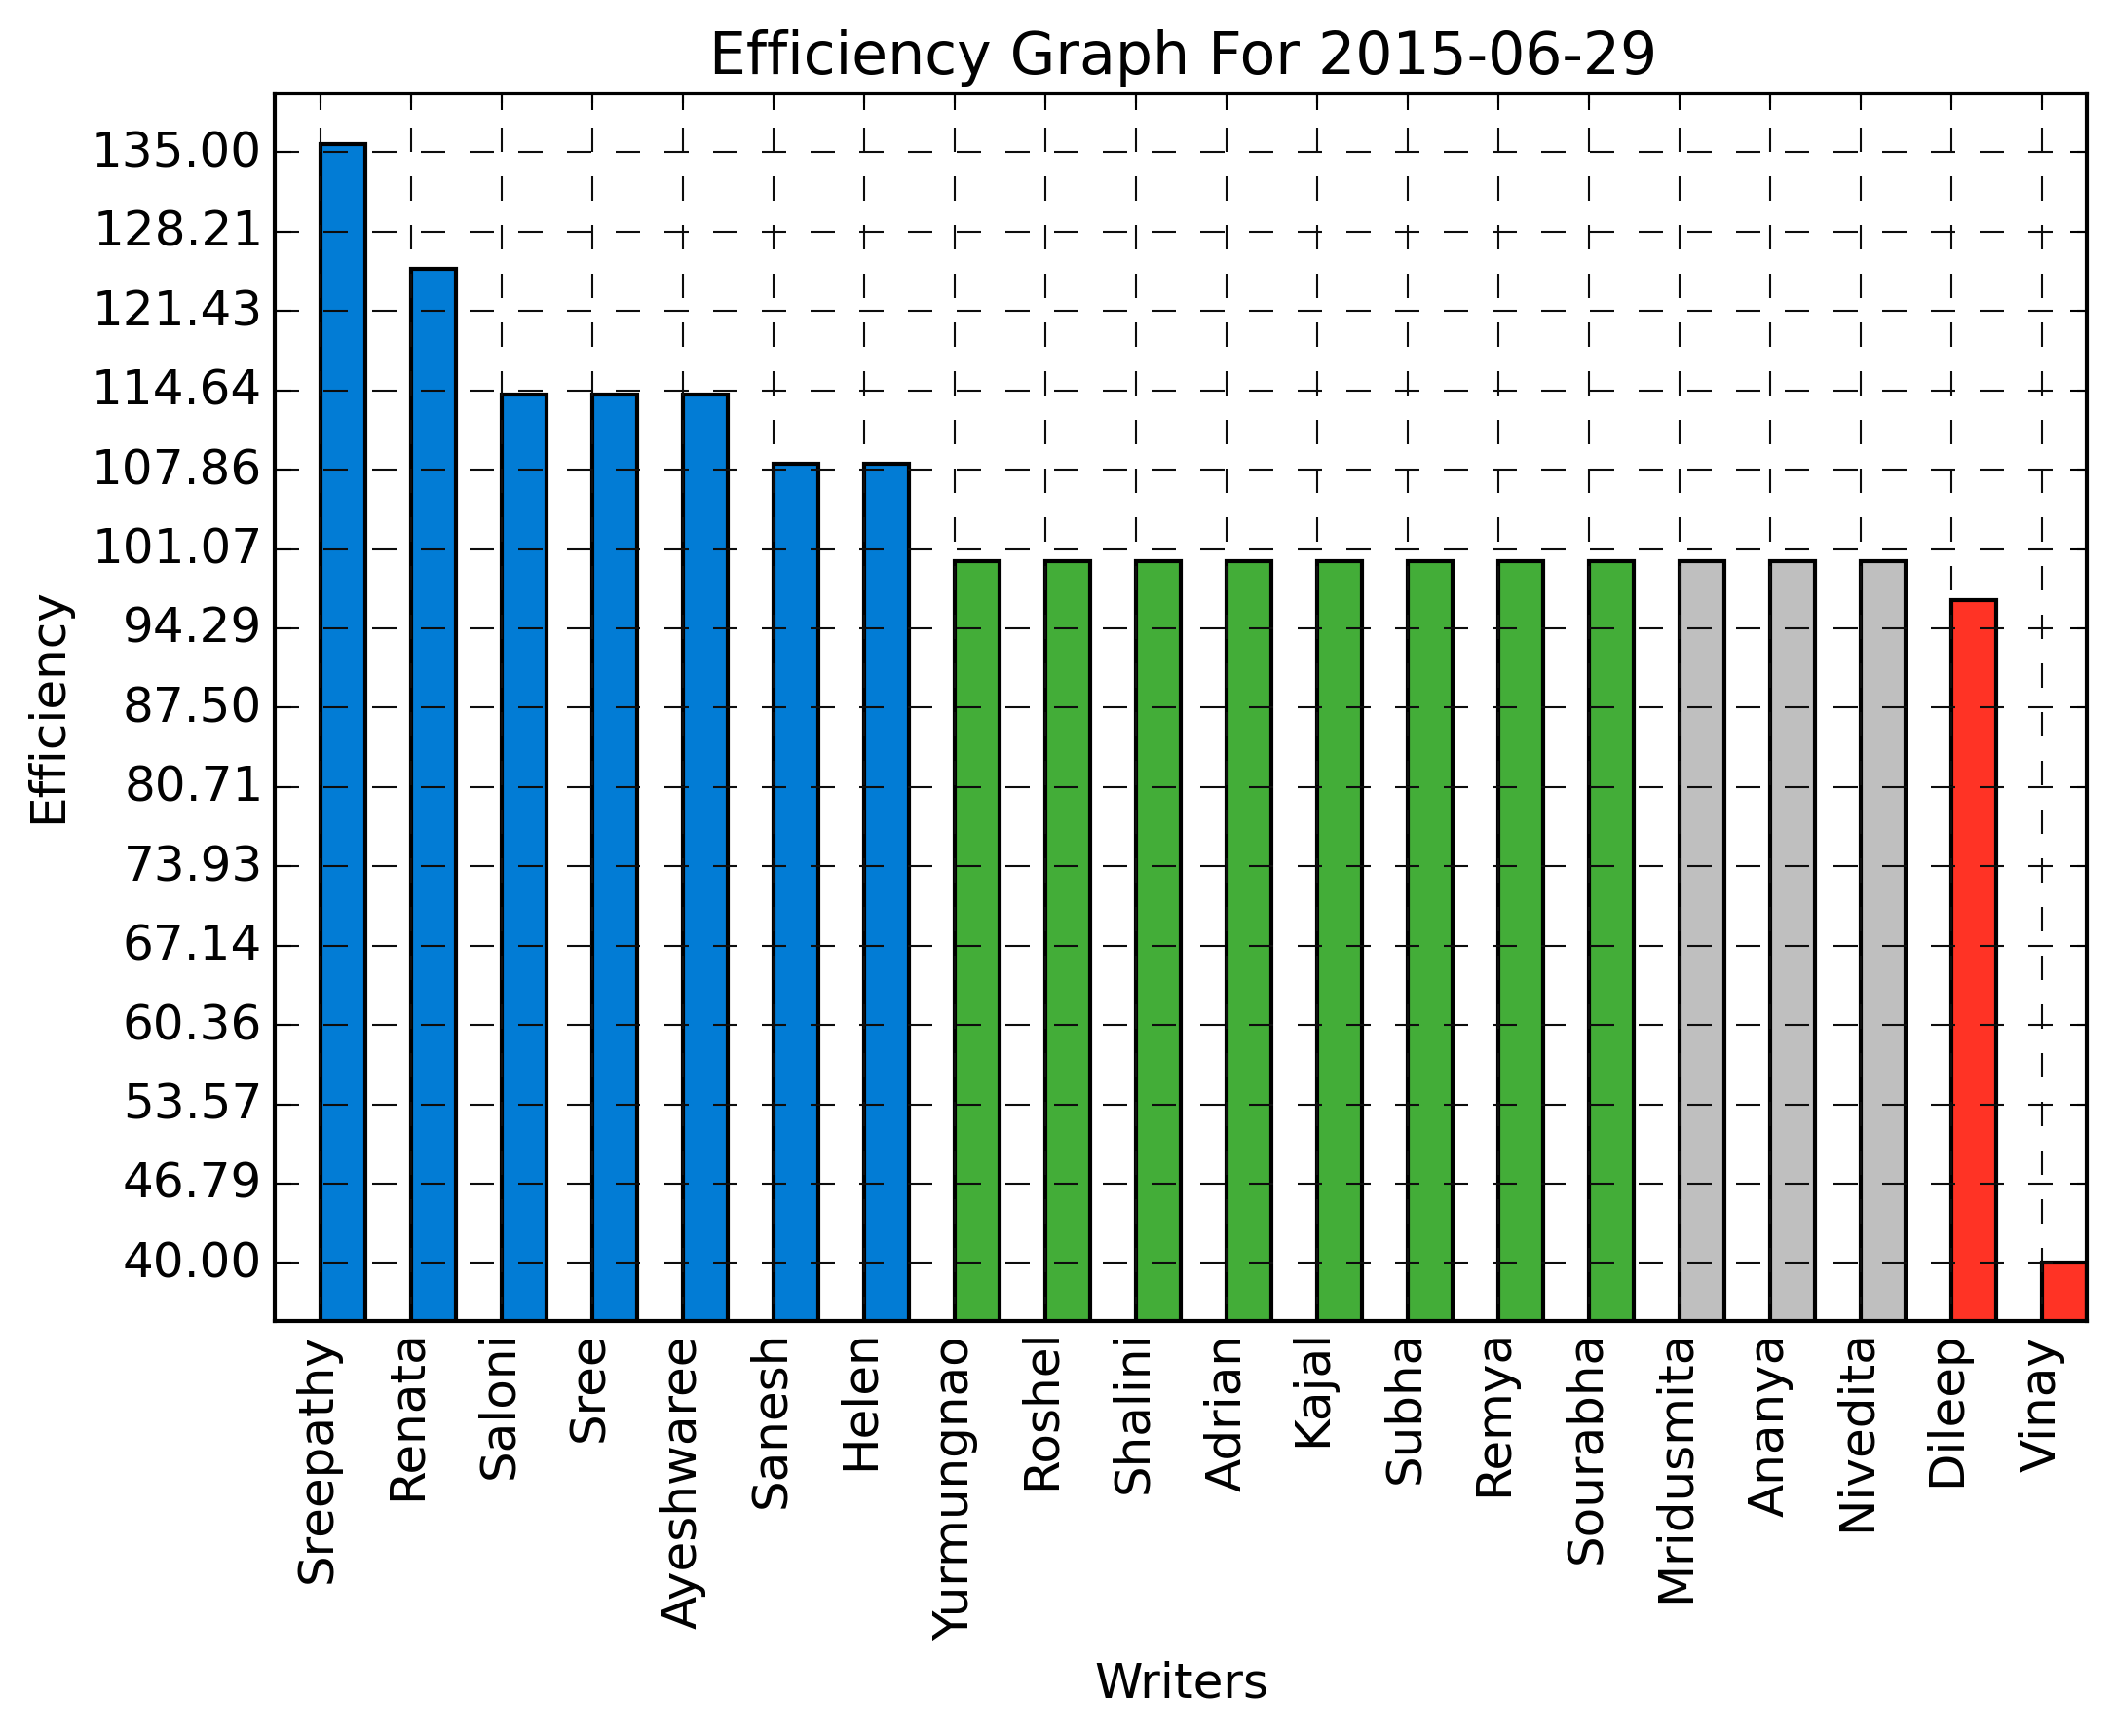 Efficiency Graph For 2015-06-29
135.00
128.21
121.43
114.64
107.86
101.07
94.29
87.50
80.71
73.93
67.14
60.36
53.57
46.79
40.00
Efficiency
Sreepathy
Renata
Saloni
Sree
Ayeshwaree
Sanesh
Helen
Yurmungnao
Roshel
Shalini
Adrian
Kajal
Subha
Remya
Sourabha
Mridusmita
Ananya
Nivedita
Dileep
Vinay
Writers